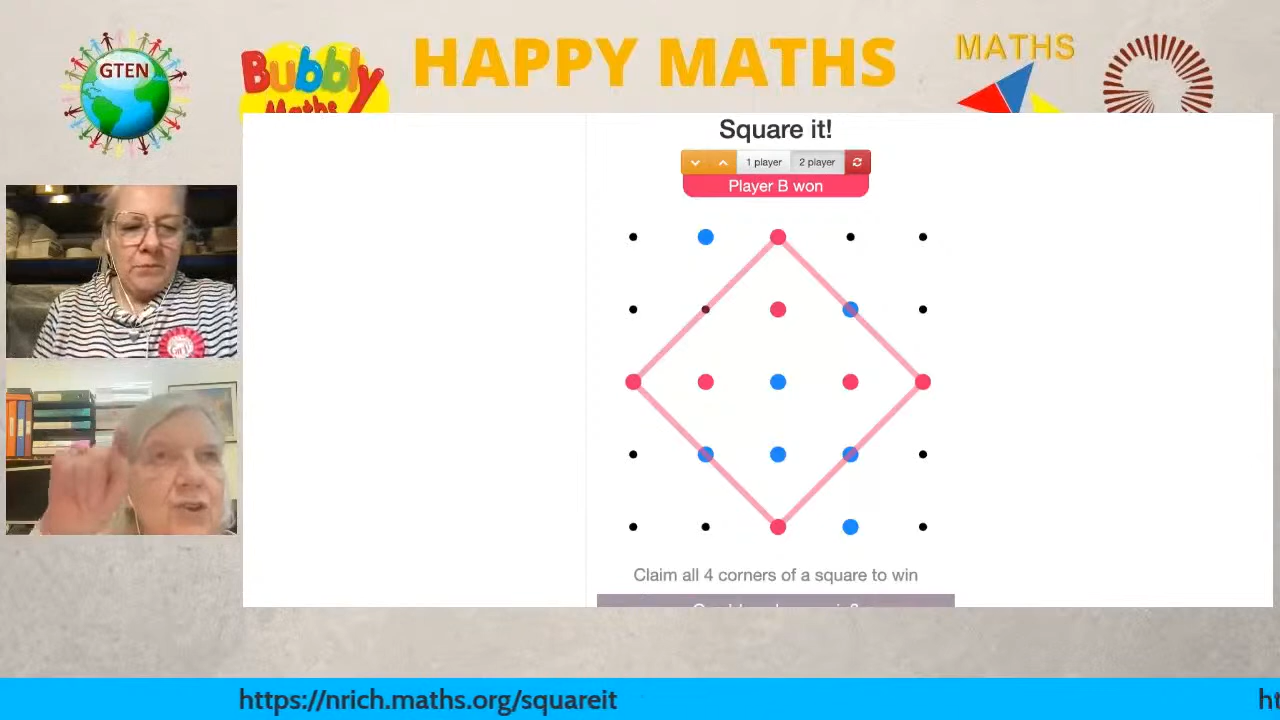 GTEN
Bubbly
Maths
HAPPY MATHS
MATHS
Square it!
1 player
2 player
Player B won
Claim all 4 corners of a square to win
https://nrich.maths.org/squareit